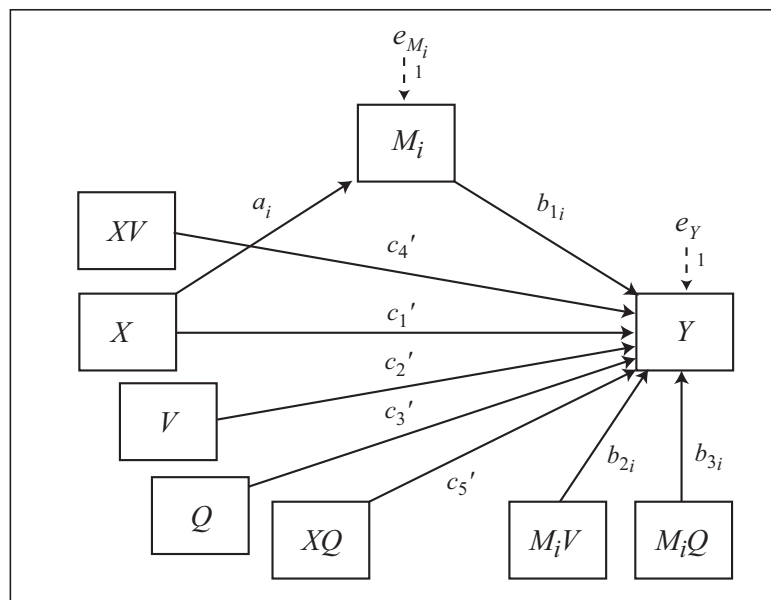 e_{M_i}
1
M_i
a_i
b_{1i}
XV
e_Y
1
c_4′
X
c_1′
Y
c_2′
V
c_3′
b_{2i}
b_{3i}
c_5′
Q
XQ
M_iV
M_iQ